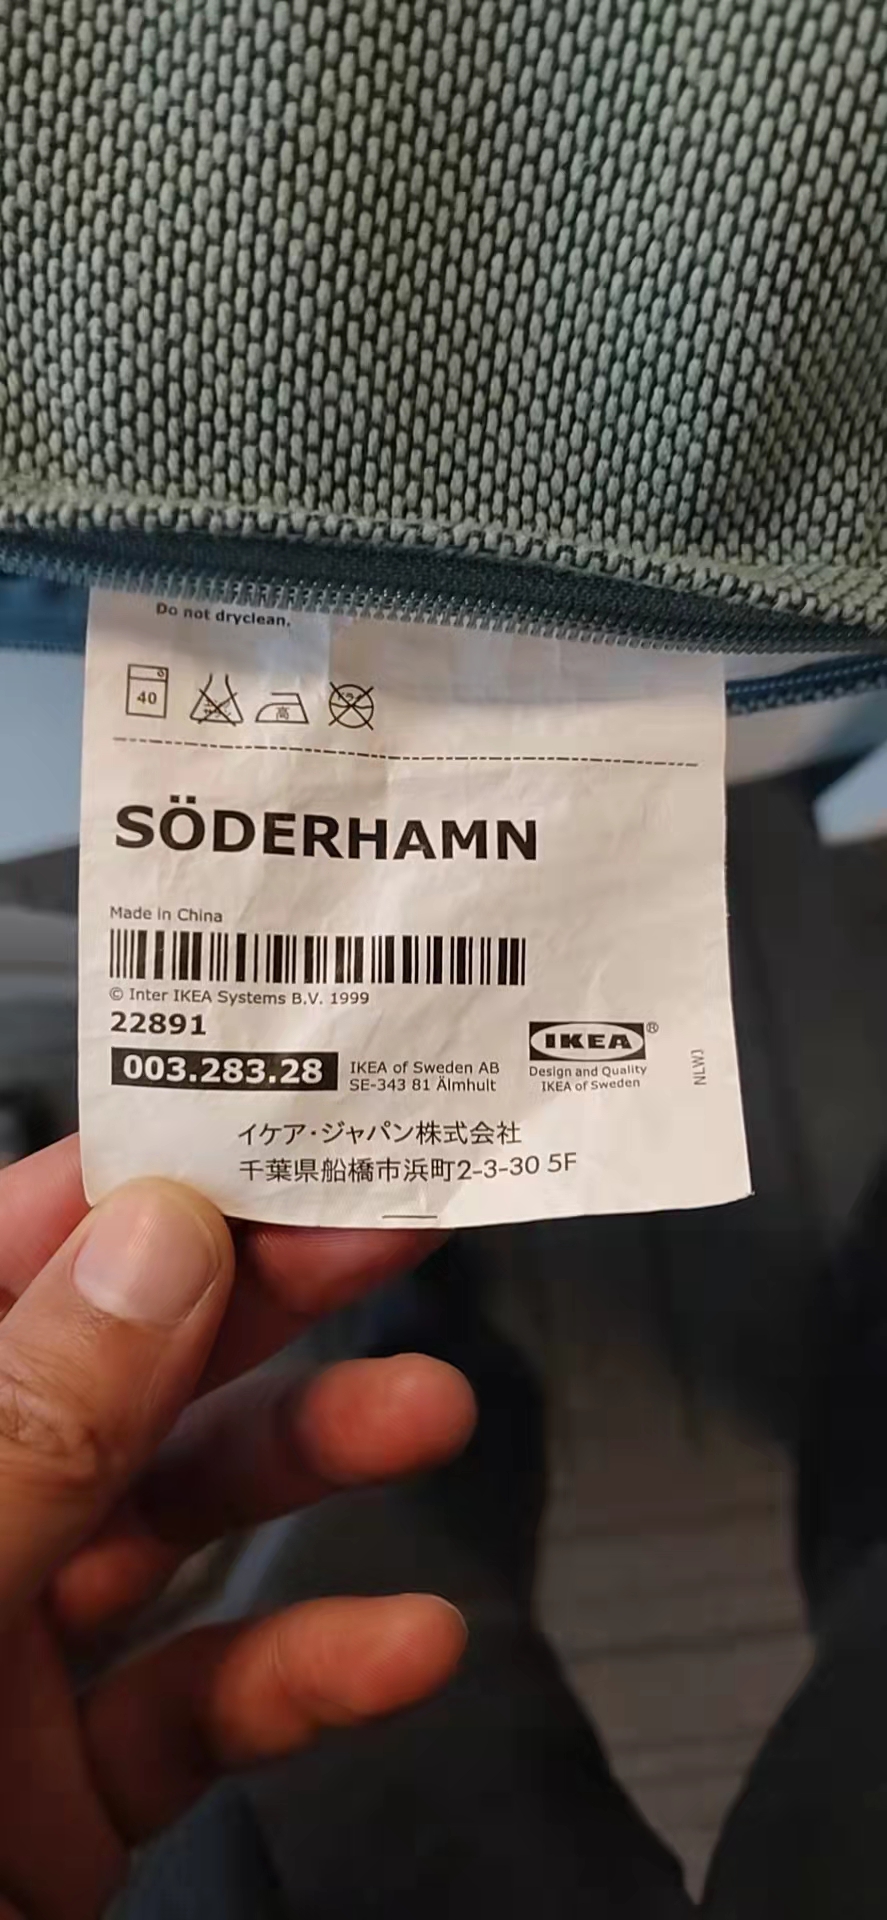 Do not dryclean.
40
高
SÖDERHAMN
Made in China
© Inter IKEA Systems B.V. 1999
22891
003.283.28
IKEA of Sweden AB
SE-343 81 Älmhult
IKEA®
Design and Quality
IKEA of Sweden
NLWJ
イケア・ジャパン株式会社
千葉県船橋市浜町2-3-30 5F